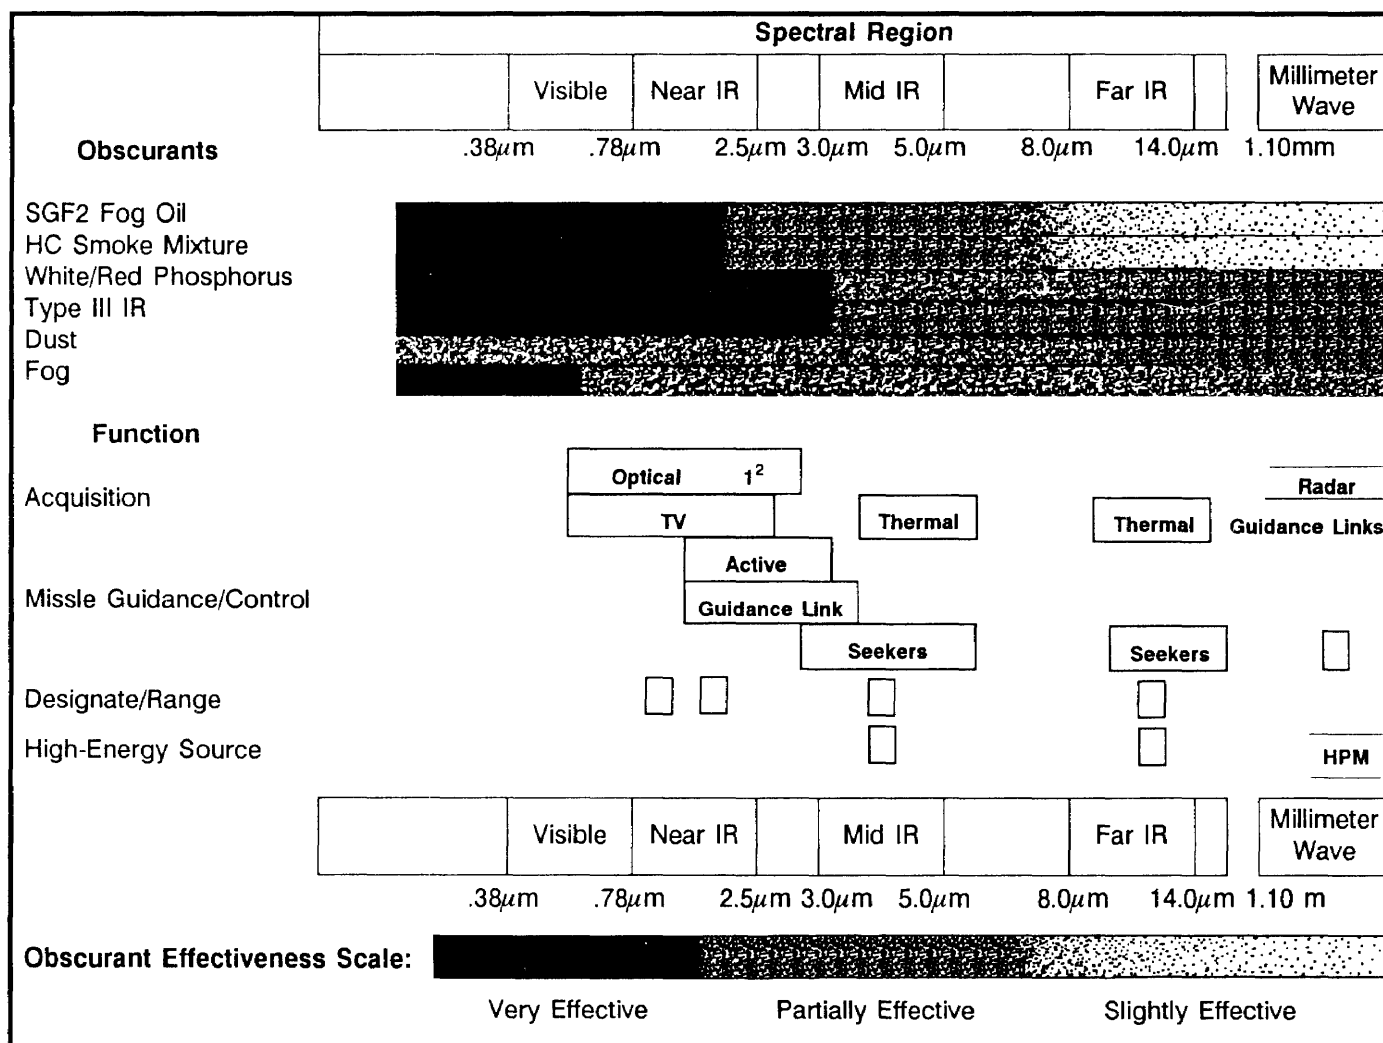 Spectral Region
Visible Near IR Mid IR Far IR Millimeter Wave
.38μm .78μm 2.5μm 3.0μm 5.0μm 8.0μm 14.0μm 1.10mm
Obscurants
SGF2 Fog Oil
HC Smoke Mixture
White/Red Phosphorus
Type III IR
Dust
Fog
Function
Optical 1²
Acquisition
Radar
TV Thermal Thermal Guidance Links
Active
Missle Guidance/Control
Guidance Link
Seekers Seekers
Designate/Range
High-Energy Source
HPM
Visible Near IR Mid IR Far IR Millimeter Wave
.38μm .78μm 2.5μm 3.0μm 5.0μm 8.0μm 14.0μm 1.10 m
Obscurant Effectiveness Scale:
Very Effective Partially Effective Slightly Effective